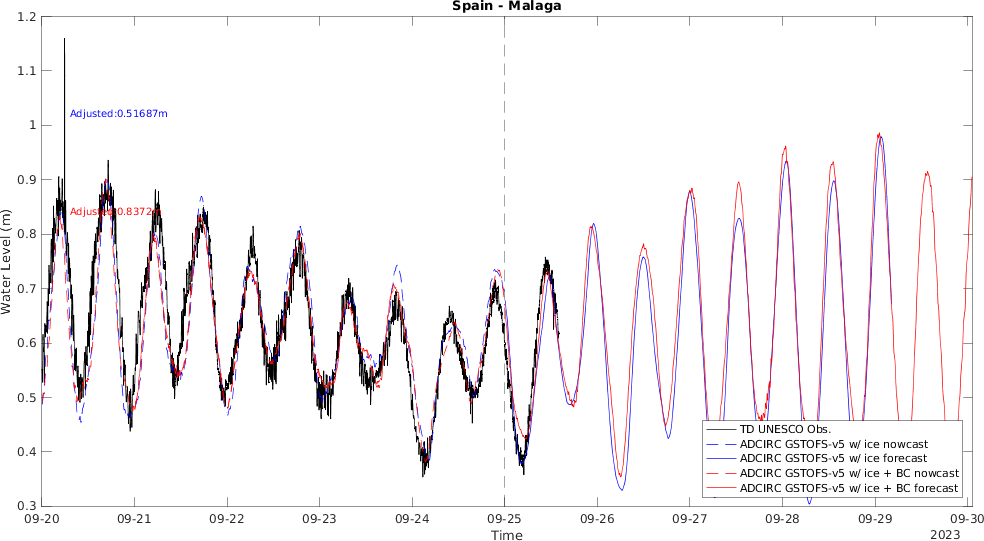 Spain - Malaga
1.2
1.1
1
0.9
0.8
0.7
0.6
0.5
0.4
0.3
Water Level (m)
Adjusted:0.51687m
Adjusted:0.8372m
TD UNESCO Obs.
ADCIRC GSTOFS-v5 w/ ice nowcast
ADCIRC GSTOFS-v5 w/ ice forecast
ADCIRC GSTOFS-v5 w/ ice + BC nowcast
ADCIRC GSTOFS-v5 w/ ice + BC forecast
09-20 09-21 09-22 09-23 09-24 09-25 09-26 09-27 09-28 09-29 09-30
Time
2023